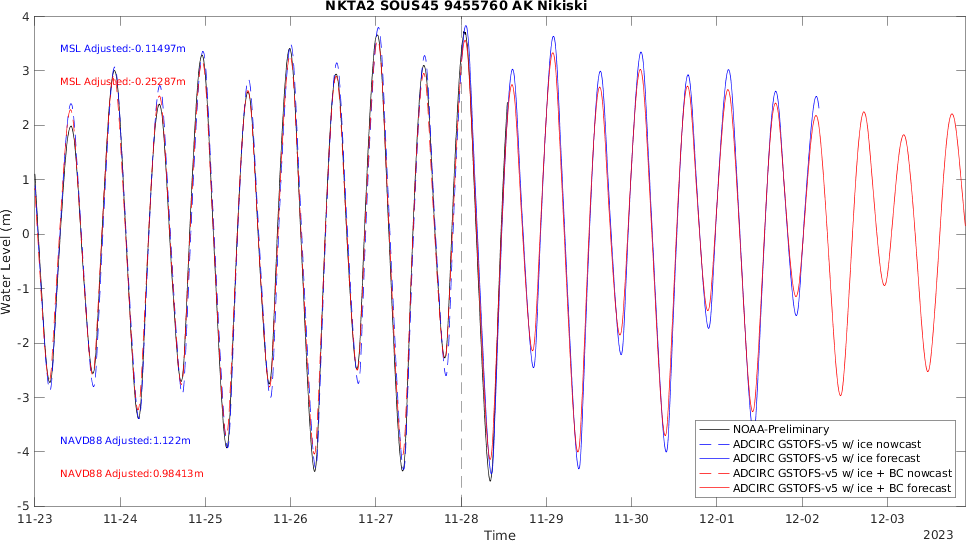 NKTA2 SOUS45 9455760 AK Nikiski
MSL Adjusted:-0.11497m
MSL Adjusted:-0.25287m
NAVD88 Adjusted:1.122m
NAVD88 Adjusted:0.98413m
Water Level (m)
4
3
2
1
0
-1
-2
-3
-4
-5
NOAA-Preliminary
ADCIRC GSTOFS-v5 w/ ice nowcast
ADCIRC GSTOFS-v5 w/ ice forecast
ADCIRC GSTOFS-v5 w/ ice + BC nowcast
ADCIRC GSTOFS-v5 w/ ice + BC forecast
11-23 11-24 11-25 11-26 11-27 11-28 11-29 11-30 12-01 12-02 12-03
Time
2023